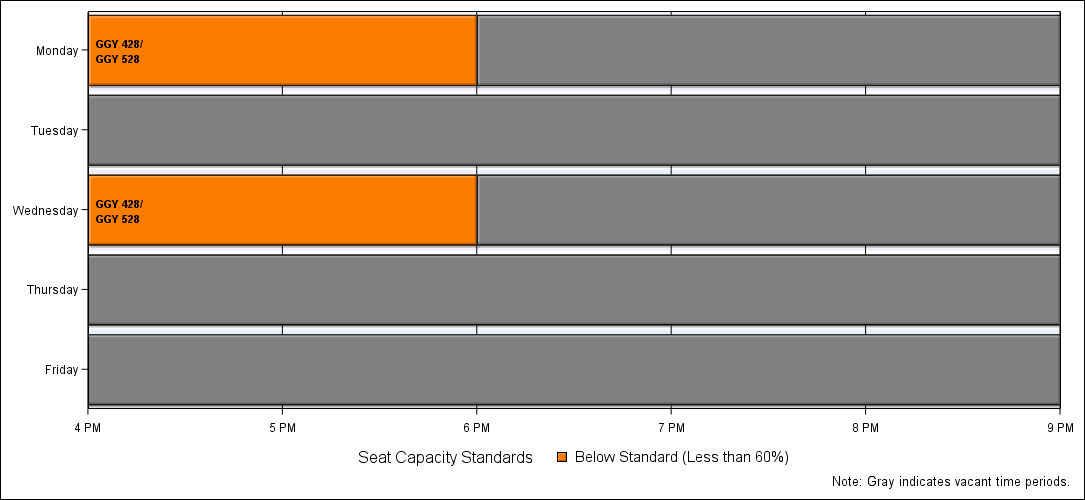 Monday
GGY 428/
GGY 528
Tuesday
Wednesday
GGY 428/
GGY 528
Thursday
Friday
4 PM 5 PM 6 PM 7 PM 8 PM 9 PM
Seat Capacity Standards Below Standard (Less than 60%)
Note: Gray indicates vacant time periods.